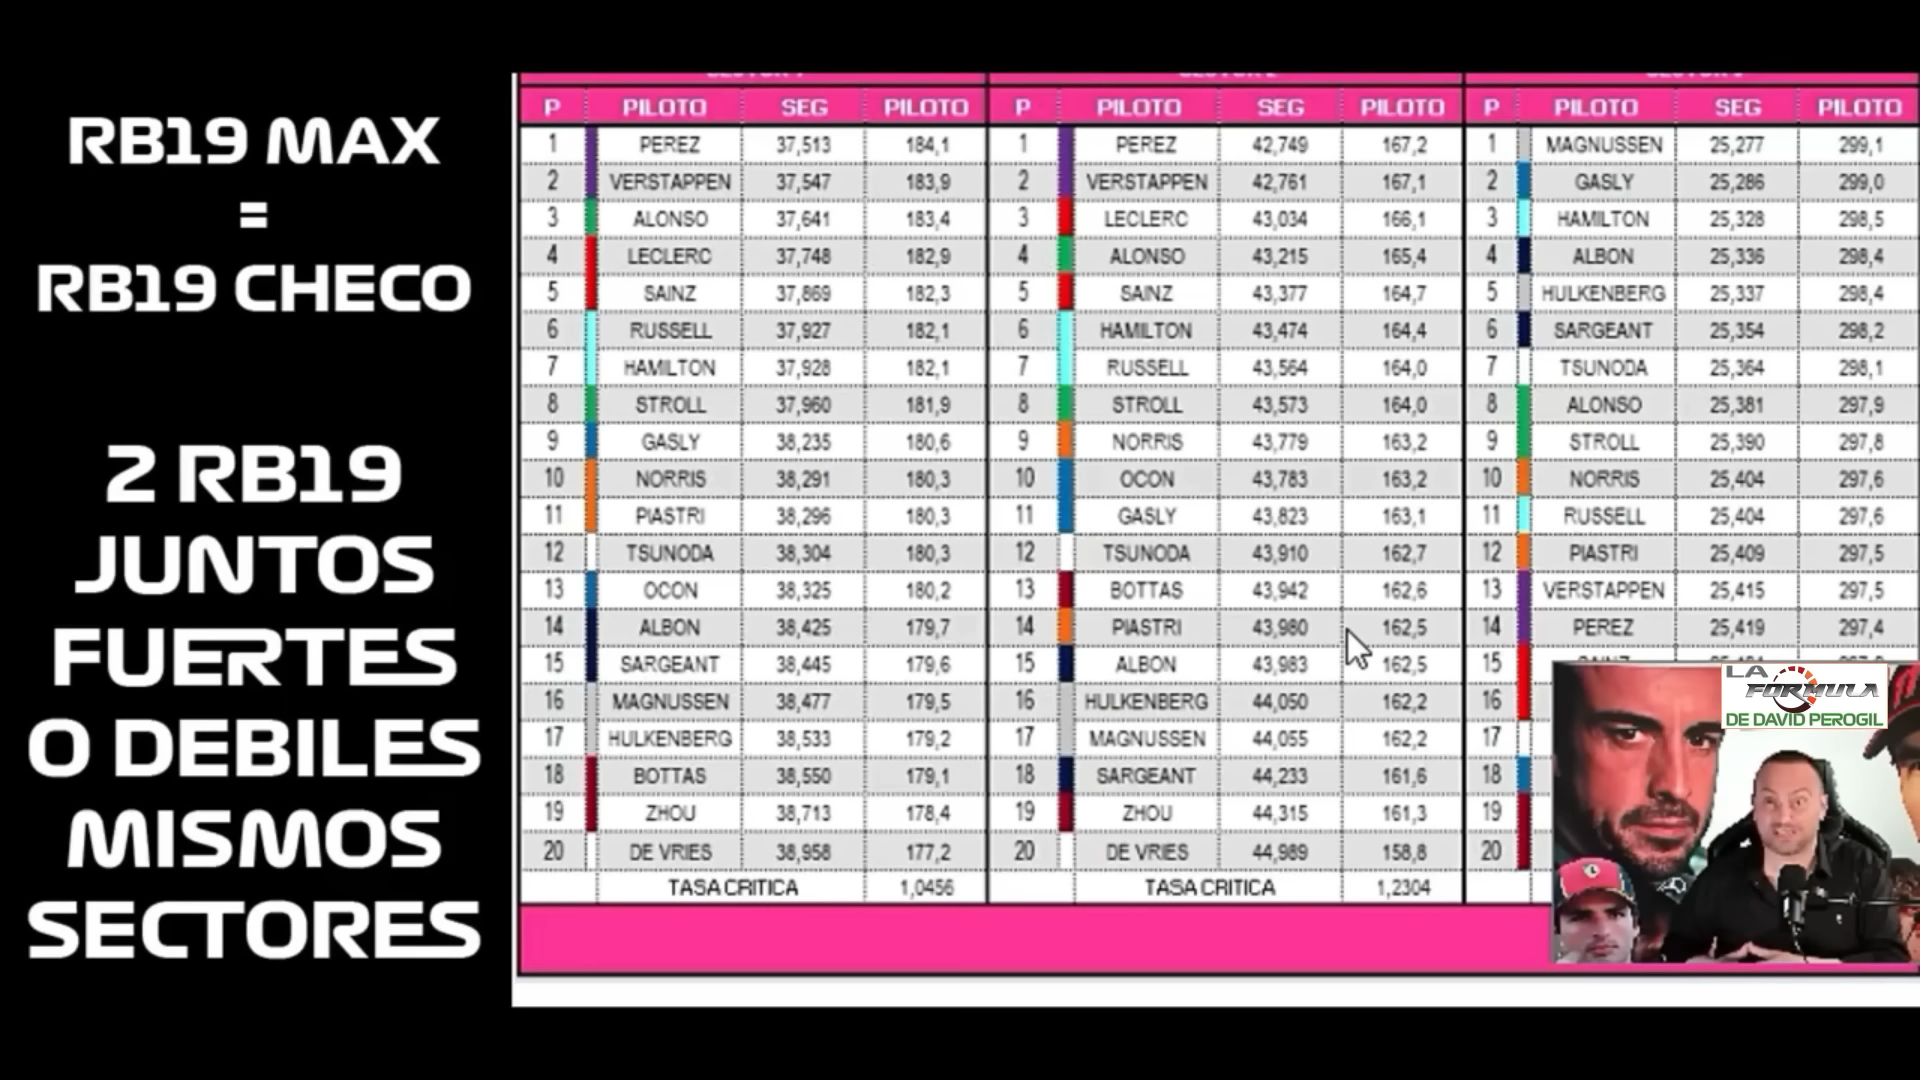 RB19 MAX
=
RB19 CHECO
2 RB19
JUNTOS
FUERTES
O DEBILES
MISMOS
SECTORES
P PILOTO SEG PILOTO P PILOTO SEG PILOTO P PILOTO SEG PILOTO
1 PEREZ 37,513 184,1 1 PEREZ 42,749 167,2 1 MAGNUSSEN 25,277 299,1
2 VERSTAPPEN 37,547 183,9 2 VERSTAPPEN 42,761 167,1 2 GASLY 25,286 299,0
3 ALONSO 37,641 183,4 3 LECLERC 43,034 166,1 3 HAMILTON 25,328 298,5
4 LECLERC 37,748 182,9 4 ALONSO 43,215 165,4 4 ALBON 25,336 298,4
5 SAINZ 37,869 182,3 5 SAINZ 43,377 164,7 5 HULKENBERG 25,337 298,4
6 RUSSELL 37,927 182,1 6 HAMILTON 43,474 164,4 6 SARGEANT 25,354 298,2
7 HAMILTON 37,928 182,1 7 RUSSELL 43,564 164,0 7 TSUNODA 25,364 298,1
8 STROLL 37,960 181,9 8 STROLL 43,573 164,0 8 ALONSO 25,381 297,9
9 GASLY 38,235 180,6 9 NORRIS 43,779 163,2 9 STROLL 25,390 297,8
10 NORRIS 38,291 180,3 10 OCON 43,783 163,2 10 NORRIS 25,404 297,6
11 PIASTRI 38,296 180,3 11 GASLY 43,823 163,1 11 RUSSELL 25,404 297,6
12 TSUNODA 38,304 180,3 12 TSUNODA 43,910 162,7 12 PIASTRI 25,409 297,5
13 OCON 38,325 180,2 13 BOTTAS 43,942 162,6 13 VERSTAPPEN 25,415 297,5
14 ALBON 38,425 179,7 14 PIASTRI 43,980 162,5 14 PEREZ 25,419 297,4
15 SARGEANT 38,445 179,6 15 ALBON 43,983 162,5 15
16 MAGNUSSEN 38,477 179,5 16 HULKENBERG 44,050 162,2 16
17 HULKENBERG 38,533 179,2 17 MAGNUSSEN 44,055 162,2 17
18 BOTTAS 38,550 179,1 18 SARGEANT 44,233 161,6 18
19 ZHOU 38,713 178,4 19 ZHOU 44,315 161,3 19
20 DE VRIES 38,958 177,2 20 DE VRIES 44,989 158,8 20
TASA CRITICA 1,0456 TASA CRITICA 1,2304
LA
FÓRMULA
DE DAVID PEROGIL